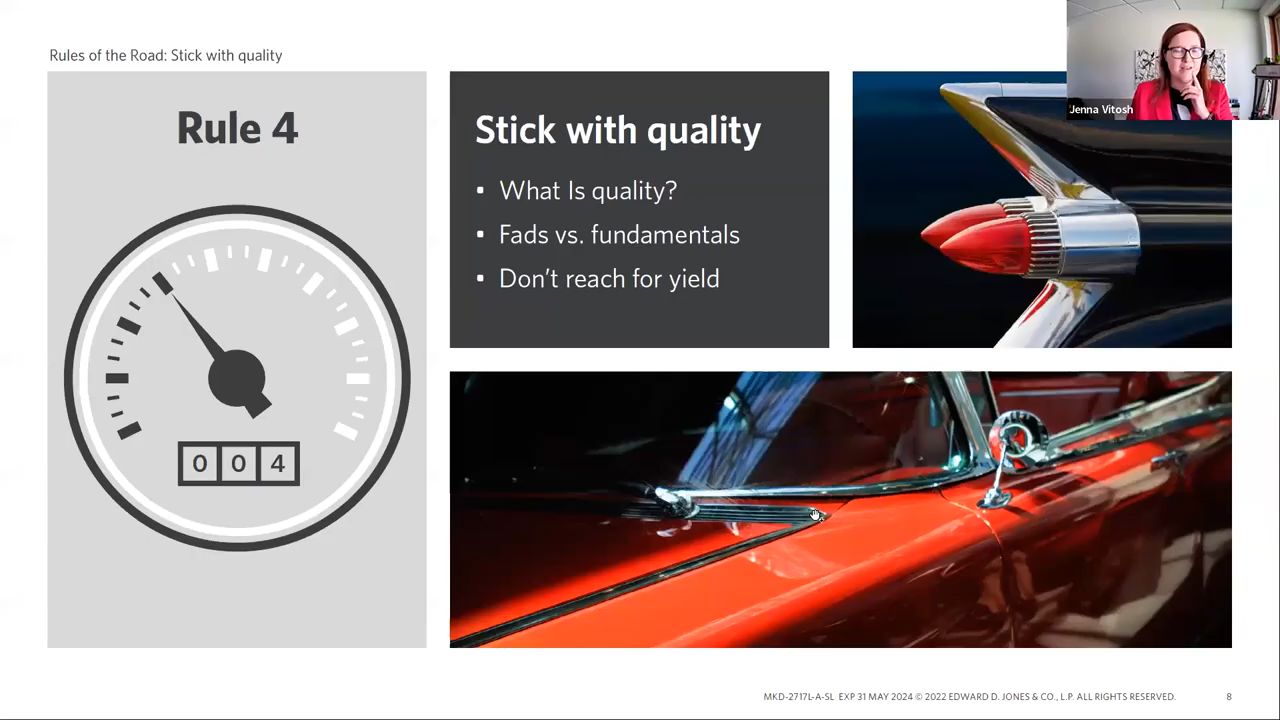 Rules of the Road: Stick with quality
Rule 4
0 0 4
Stick with quality
▪ What Is quality?
▪ Fads vs. fundamentals
▪ Don't reach for yield
Jenna Vitosh
MKD-2717L-A-SL EXP 31 MAY 2024 © 2022 EDWARD D. JONES & CO., L.P. ALL RIGHTS RESERVED.
8